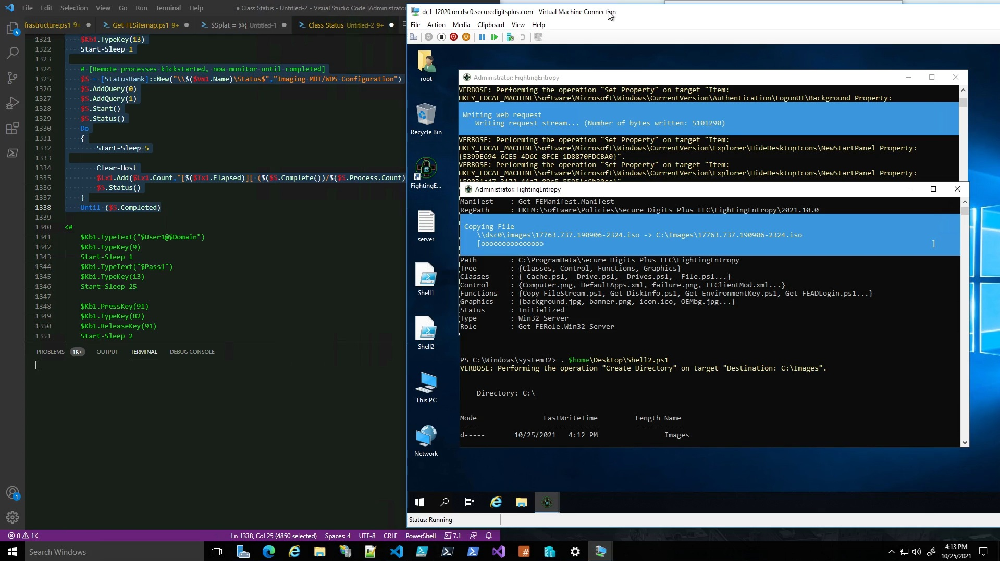 File Edit Selection View Go Run Terminal Help
● Class Status • Untitled-2 - Visual Studio Code [Administrator
frastructure.ps1 9+
Get-FESitemap.ps1 9+
$Splat = @{ Untitled-1
Class Status Untitled-2 9+
1321 $Kb1.TypeKey(13)
1322 Start-Sleep 1
1323
1324 # [Remote processes kickstarted, now monitor until completed]
1325 $S = [StatusBank]::New("\\$($Vm1.Name)\Status$","Imaging MDT/WDS Configuration")
1326 $S.AddQuery(0)
1327 $S.AddQuery(1)
1328 $S.Start()
1329 $S.Status()
1330 Do
1331 {
1332 Start-Sleep 5
1333
1334 Clear-Host
1335 $Lx1.Add($Lx1.Count,"[$($Tx1.Elapsed)][ ($($S.Complete())/$($S.Process.Count)
1336 $S.Status()
1337 }
1338 Until ($S.Completed)
1339
1340 <#
1341 $Kb1.TypeText("$User1@$Domain")
1342 $Kb1.TypeKey(9)
1343 Start-Sleep 1
1344 $Kb1.TypeText("$Pass1")
1345 $Kb1.TypeKey(13)
1346 Start-Sleep 25
1347
1348 $Kb1.PressKey(91)
1349 $Kb1.TypeKey(82)
1350 $Kb1.ReleaseKey(91)
1351 Start-Sleep 2
PROBLEMS 1K+ OUTPUT TERMINAL DEBUG CONSOLE
5
1
0 1K
Ln 1338, Col 25 (4850 selected) Spaces: 4 UTF-8 CRLF PowerShell 7.1
dc1-12020 on dsc0.securedigitsplus.com - Virtual Machine Connection
File Action Media Clipboard View Help
root
Recycle Bin
FightingE...
server
Shell1
Shell2
This PC
Network
Administrator: FightingEntropy
VERBOSE: Performing the operation "Set Property" on target "Item:
HKEY_LOCAL_MACHINE\Software\Microsoft\Windows\CurrentVersion\Authentication\LogonUI\Background Property:
Writing web request
Writing request stream... (Number of bytes written: 5101290)
VERBOSE: Performing the operation "Set Property" on target "Item:
HKEY_LOCAL_MACHINE\Software\Microsoft\Windows\CurrentVersion\Explorer\HideDesktopIcons\NewStartPanel Property:
{5399E694-6CE5-4D6C-8FCE-1D8870FDCBA0}".
VERBOSE: Performing the operation "Set Property" on target "Item:
HKEY_LOCAL_MACHINE\Software\Microsoft\Windows\CurrentVersion\Explorer\HideDesktopIcons\NewStartPanel Property:
Administrator: FightingEntropy
Manifest : Get-FEManifest.Manifest
RegPath : HKLM:\Software\Policies\Secure Digits Plus LLC\FightingEntropy\2021.10.0
Copying File
\\dsc0\images\17763.737.190906-2324.iso -> C:\Images\17763.737.190906-2324.iso
[ooooooooooooooo ]
Path : C:\ProgramData\Secure Digits Plus LLC\FightingEntropy
Tree : {Classes, Control, Functions, Graphics}
Classes : {_Cache.ps1, _Drive.ps1, _Drives.ps1, _File.ps1...}
Control : {Computer.png, DefaultApps.xml, failure.png, FEClientMod.xml...}
Functions : {Copy-FileStream.ps1, Get-DiskInfo.ps1, Get-EnvironmentKey.ps1, Get-FEADLogin.ps1...}
Graphics : {background.jpg, banner.png, icon.ico, OEMbg.jpg...}
Status : Initialized
Type : Win32_Server
Role : Get-FERole.Win32_Server
PS C:\Windows\system32> . $home\Desktop\Shell2.ps1
VERBOSE: Performing the operation "Create Directory" on target "Destination: C:\Images".
Directory: C:\
Mode LastWriteTime Length Name
---- ------------- ------ ----
d----- 10/25/2021 4:12 PM Images
Status: Running
Search Windows
4:13 PM
10/25/2021